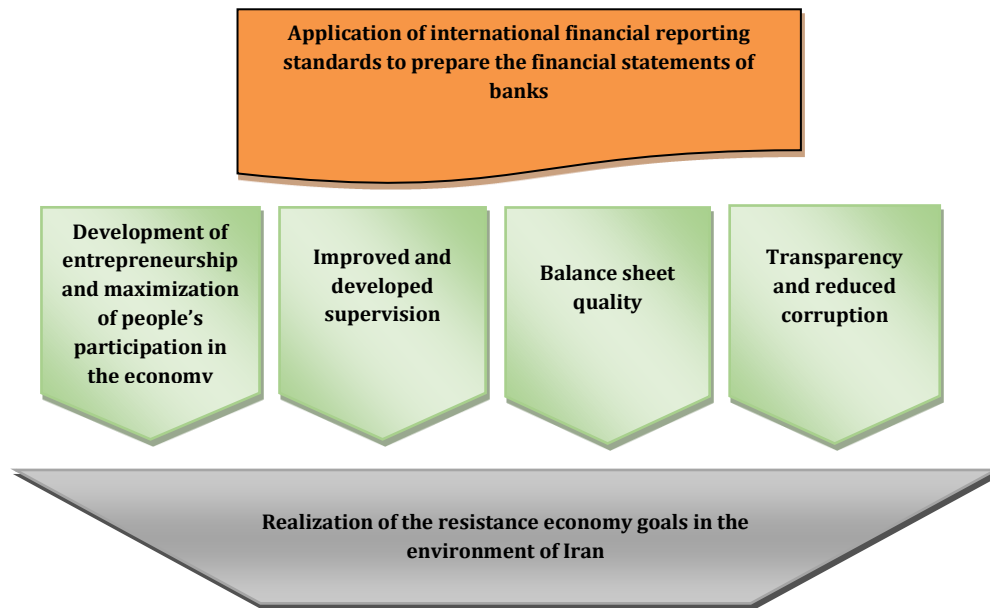 Application of international financial reporting
standards to prepare the financial statements of
banks
Development of
entrepreneurship
and maximization
of people’s
participation in
the economy
Improved and
developed
supervision
Balance sheet
quality
Transparency
and reduced
corruption
Realization of the resistance economy goals in the
environment of Iran